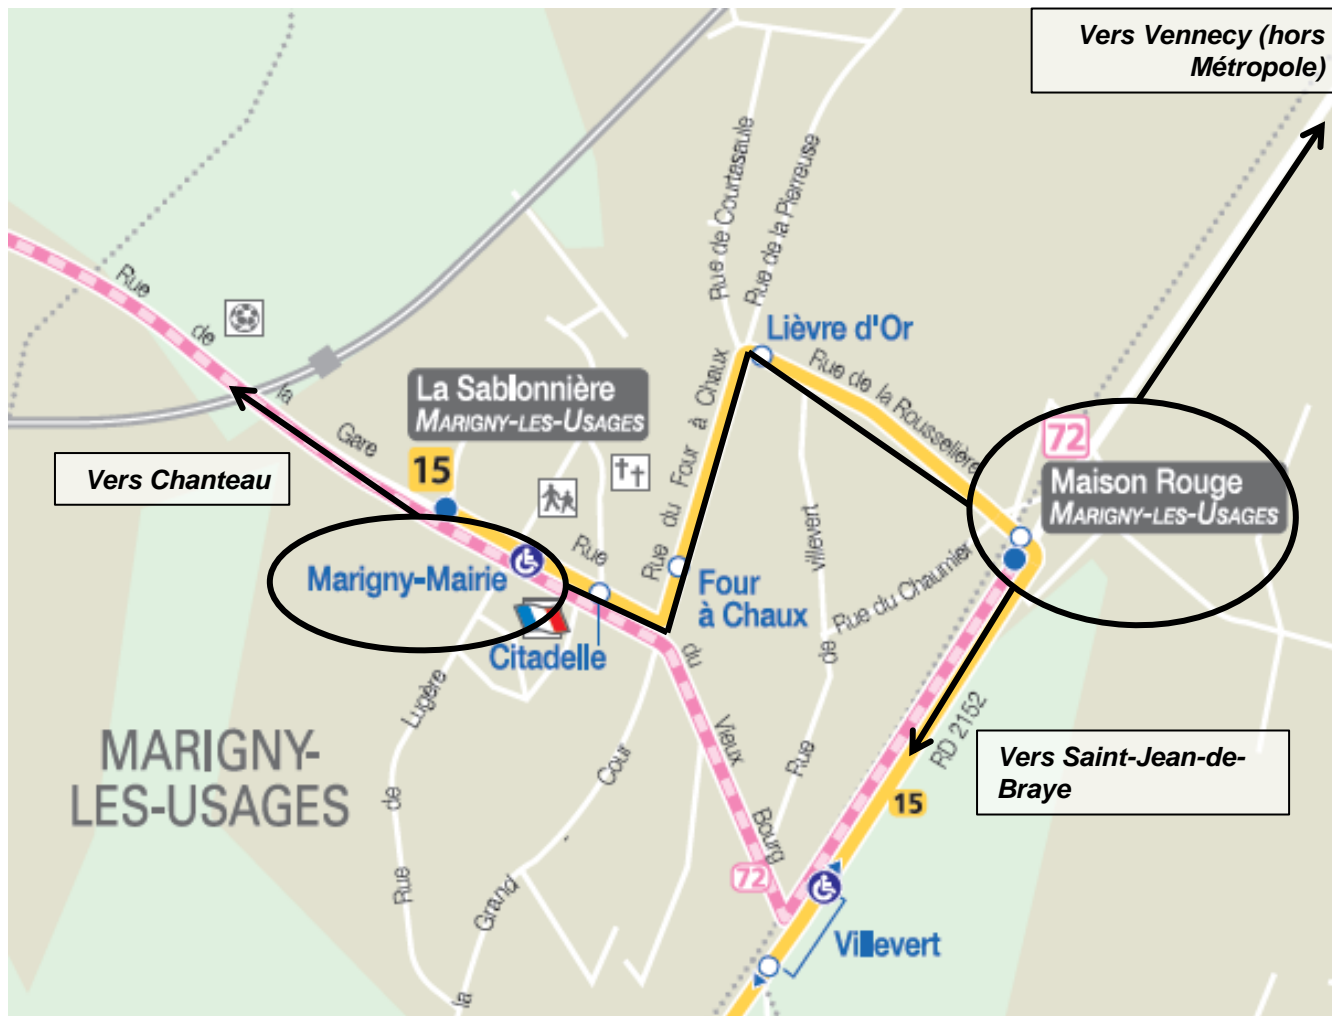 Vers Vennecy (hors
Métropole)
Rue de Courtasaule
Rue de la Pierreuse
Rue
de
la
Gare
Lièvre d'Or
Rue de la Rousselière
La Sablonnière
MARIGNY-LES-USAGES
15
Vers Chanteau
72
Maison Rouge
MARIGNY-LES-USAGES
Rue du Four à Chaux
villevert
de
Rue
Rue du Chaumier
Marigny-Mairie
Rue
Four
à Chaux
Citadelle
du
Vieux
Bourg
Lugère
de
Rue
Cour
Grand
la
MARIGNY-
LES-USAGES
RD 2152
Vers Saint-Jean-de-
Braye
15
72
Villevert